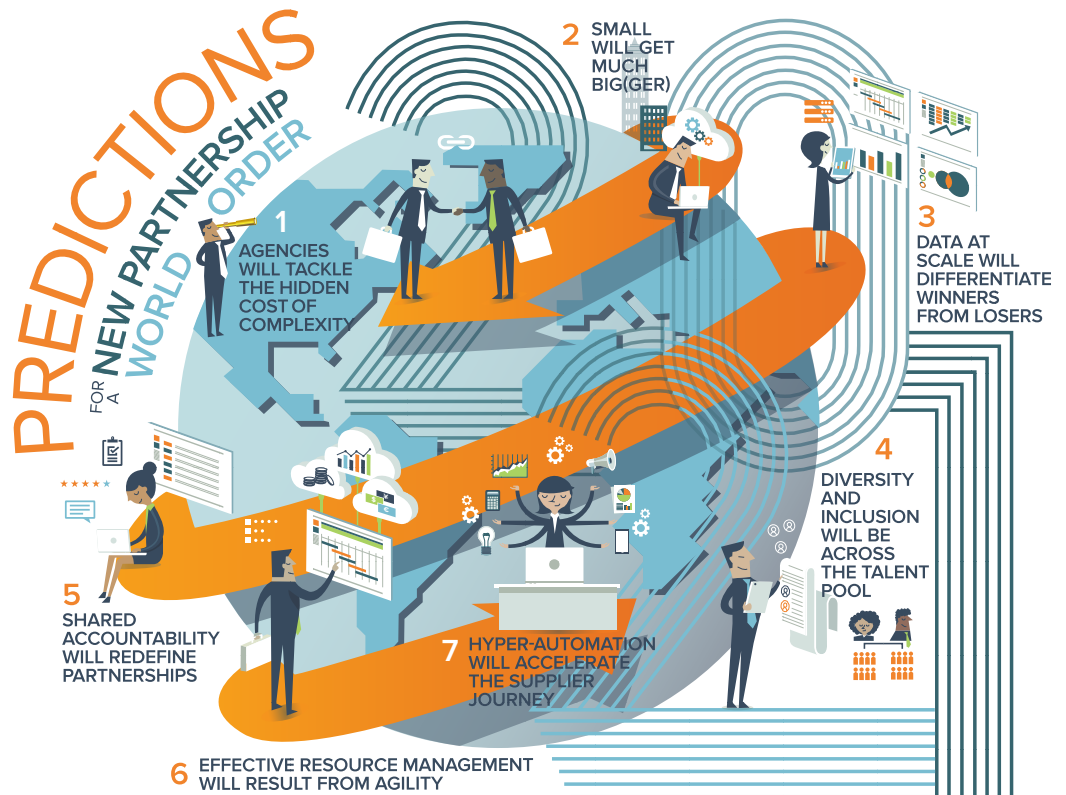 PREDICTIONS
FOR A
NEW PARTNERSHIP
WORLD ORDER
1
AGENCIES
WILL TACKLE
THE HIDDEN
COST OF
COMPLEXITY
2
SMALL
WILL GET
MUCH
BIG(GER)
3
DATA AT
SCALE WILL
DIFFERENTIATE
WINNERS
FROM LOSERS
4
DIVERSITY
AND
INCLUSION
WILL BE
ACROSS
THE TALENT
POOL
5
SHARED
ACCOUNTABILITY
WILL REDEFINE
PARTNERSHIPS
6
EFFECTIVE RESOURCE MANAGEMENT
WILL RESULT FROM AGILITY
7
HYPER-AUTOMATION
WILL ACCELERATE
THE SUPPLIER
JOURNEY